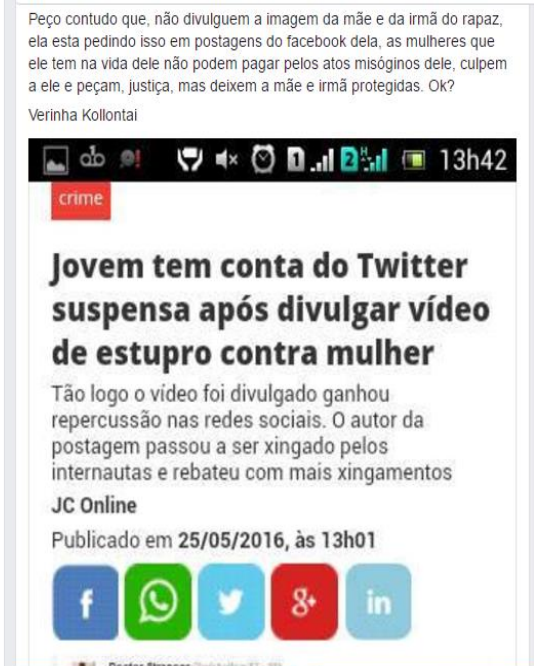 Peço contudo que, não divulguem a imagem da mãe e da irmã do rapaz,
ela esta pedindo isso em postagens do facebook dela, as mulheres que
ele tem na vida dele não podem pagar pelos atos misóginos dele, culpem
a ele e peçam, justiça, mas deixem a mãe e irmã protegidas. Ok?
Verinha Kollontai
13h42
crime
Jovem tem conta do Twitter
suspensa após divulgar vídeo
de estupro contra mulher
Tão logo o vídeo foi divulgado ganhou
repercussão nas redes sociais. O autor da
postagem passou a ser xingado pelos
internautas e rebateu com mais xingamentos
JC Online
Publicado em 25/05/2016, às 13h01